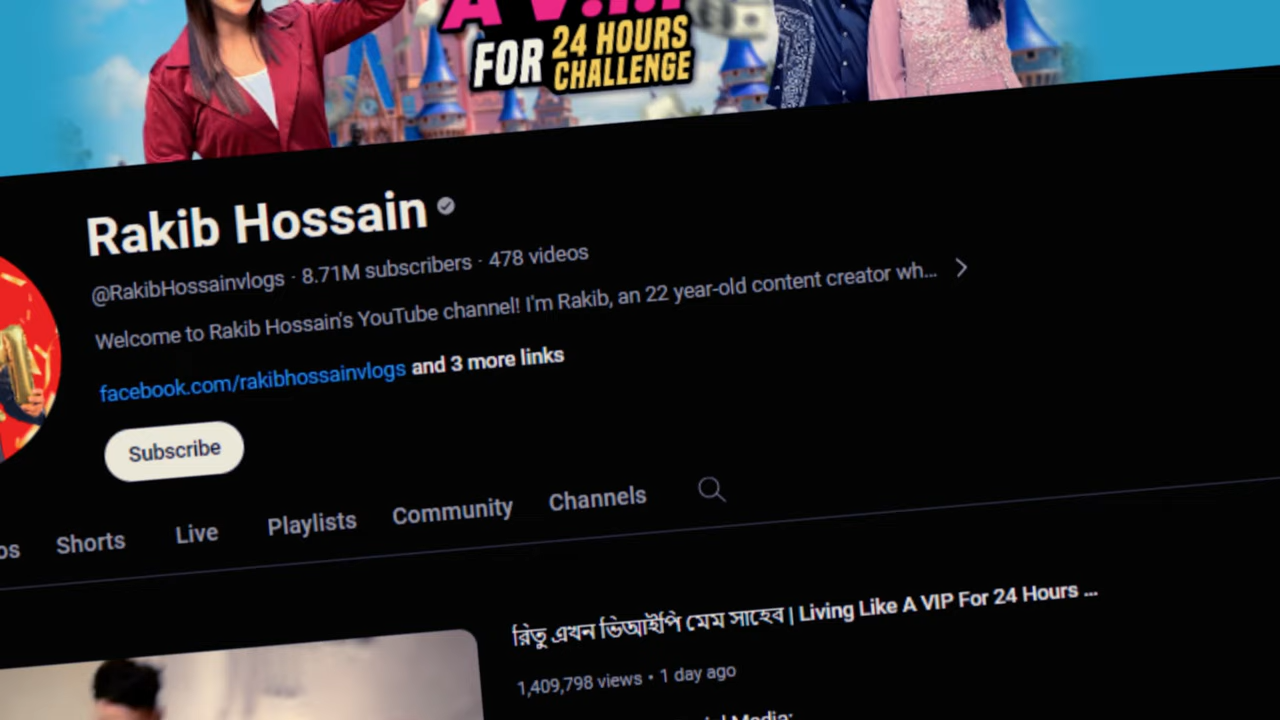 FOR 24 HOURS
CHALLENGE
Rakib Hossain
@RakibHossainvlogs · 8.71M subscribers · 478 videos
Welcome to Rakib Hossain's YouTube channel! I'm Rakib, an 22 year-old content creator wh...
facebook.com/rakibhossainvlogs and 3 more links
Subscribe
Shorts Live Playlists Community Channels
রিতু এখন ভিআইপি মেম সাহেব | Living Like A VIP For 24 Hours ...
1,409,798 views • 1 day ago